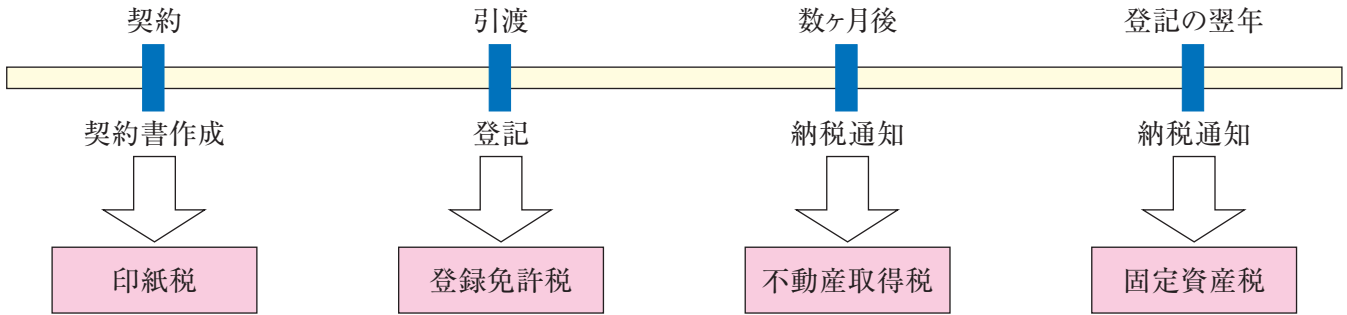 契約 引渡 数ヶ月後 登記の翌年
契約書作成 登記 納税通知 納税通知
印紙税 登録免許税 不動産取得税 固定資産税